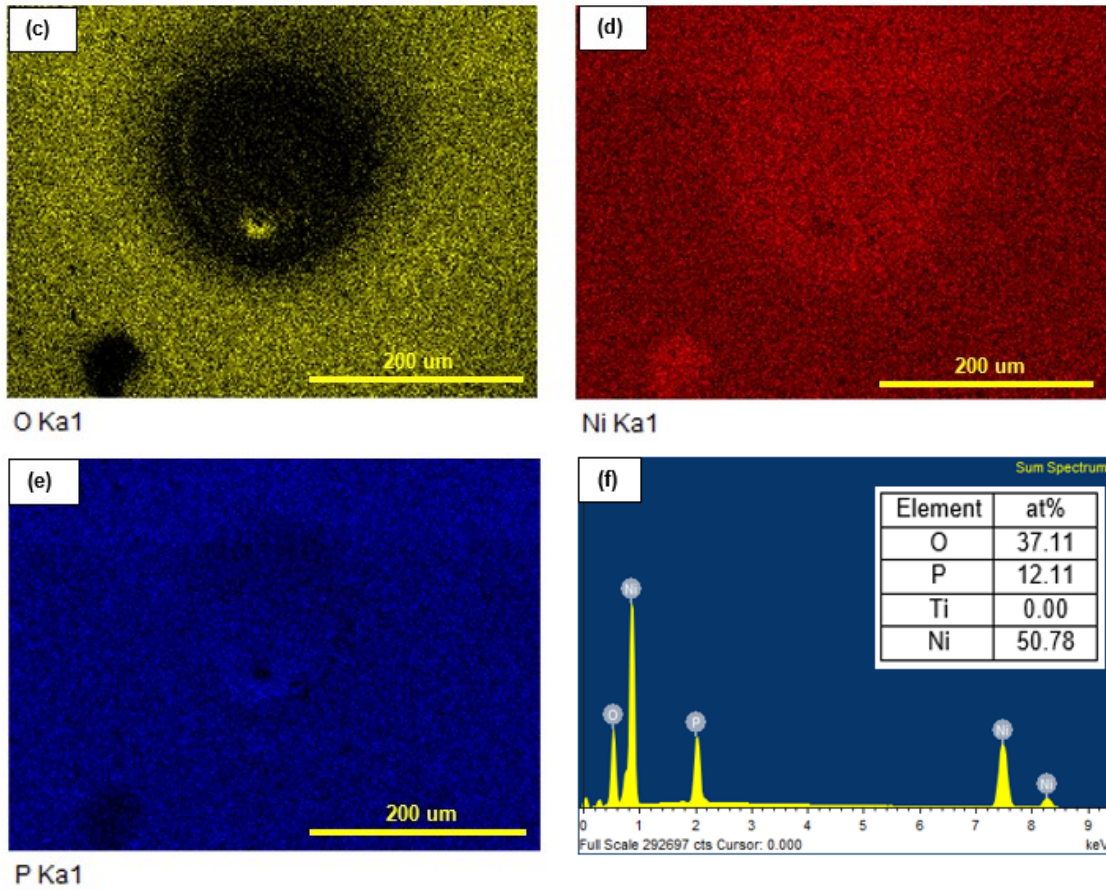 (c)
200 um
O Ka1
(d)
200 um
Ni Ka1
(e)
200 um
P Ka1
(f)
Sum Spectrum
Element at%
O 37.11
P 12.11
Ti 0.00
Ni 50.78
Ni
O
P
Ni
Ni
0 1 2 3 4 5 6 7 8 9
Full Scale 292697 cts Cursor: 0.000 keV